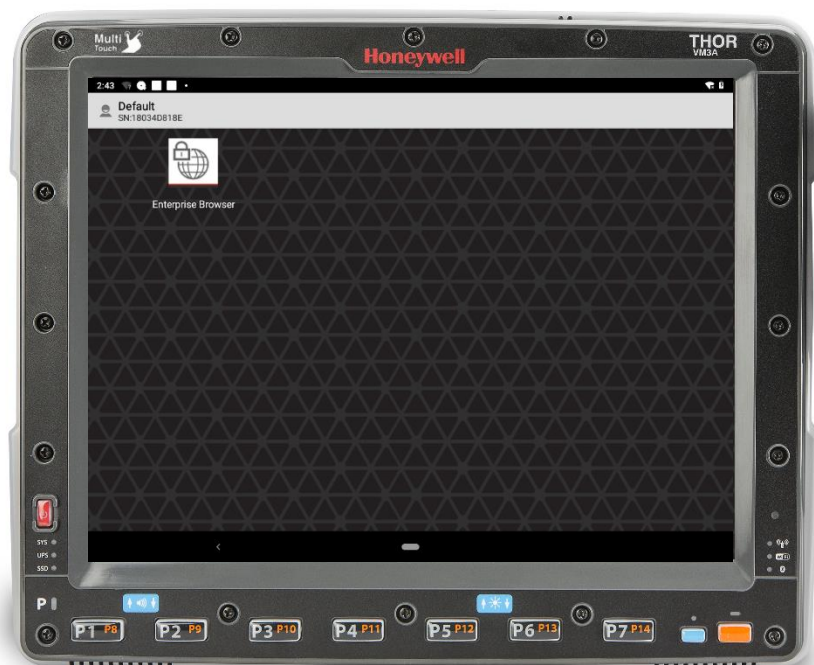 Multi
Touch
Honeywell
THOR
VM3A
2:43
Default
SN:18034D818E
Enterprise Browser
SYS
UPS
SSD
P
P1 P8
P2 P9
P3 P10
P4 P11
P5 P12
P6 P13
P7 P14